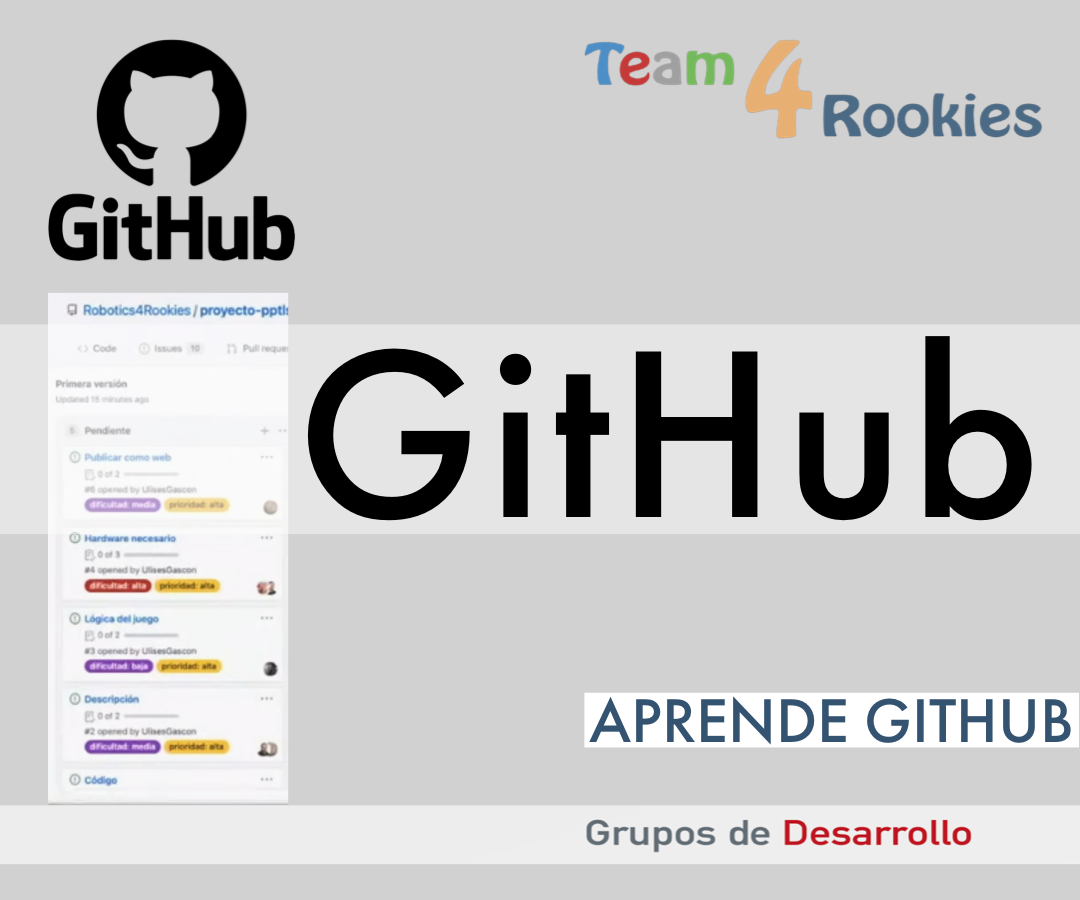 Team 4 Rookies
GitHub
Robotics4Rookies / proyecto-pptls
Code Issues 10 Pull reque
Primera versión
Updated 15 minutes ago
5 Pendiente
Publicar como web
0 of 2
#6 opened by UlisesGascon
dificultad: media prioridad: alta
Hardware necesario
0 of 3
#4 opened by UlisesGascon
dificultad: alta prioridad: alta
Lógica del juego
0 of 2
#3 opened by UlisesGascon
dificultad: baja prioridad: alta
Descripción
0 of 2
#2 opened by UlisesGascon
dificultad: media prioridad: alta
Código
GitHub
APRENDE GITHUB
Grupos de Desarrollo